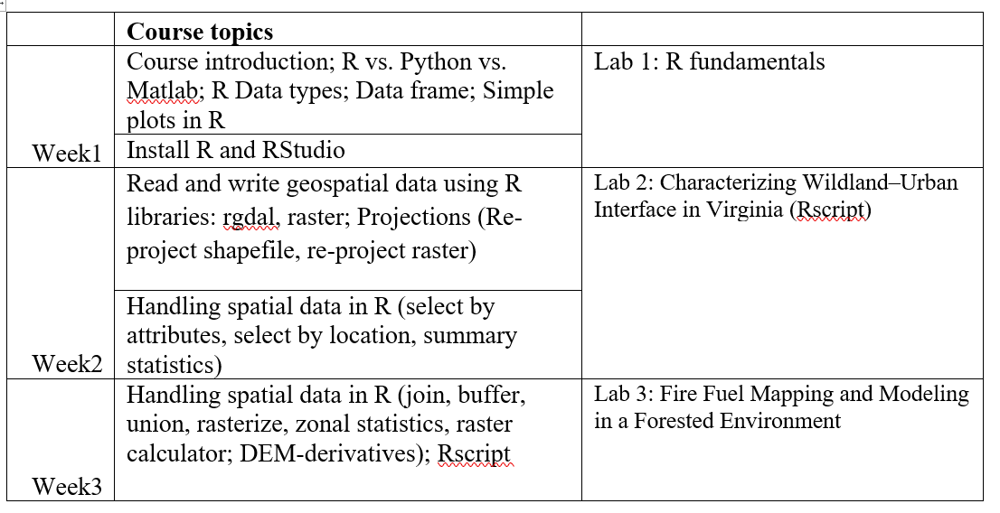 Course topics
Course introduction; R vs. Python vs.
Matlab; R Data types; Data frame; Simple
plots in R
Lab 1: R fundamentals
Week1
Install R and RStudio
Read and write geospatial data using R
libraries: rgdal, raster; Projections (Re-
project shapefile, re-project raster)
Lab 2: Characterizing Wildland–Urban
Interface in Virginia (Rscript)
Handling spatial data in R (select by
attributes, select by location, summary
statistics)
Week2
Handling spatial data in R (join, buffer,
union, rasterize, zonal statistics, raster
calculator; DEM-derivatives); Rscript
Lab 3: Fire Fuel Mapping and Modeling
in a Forested Environment
Week3